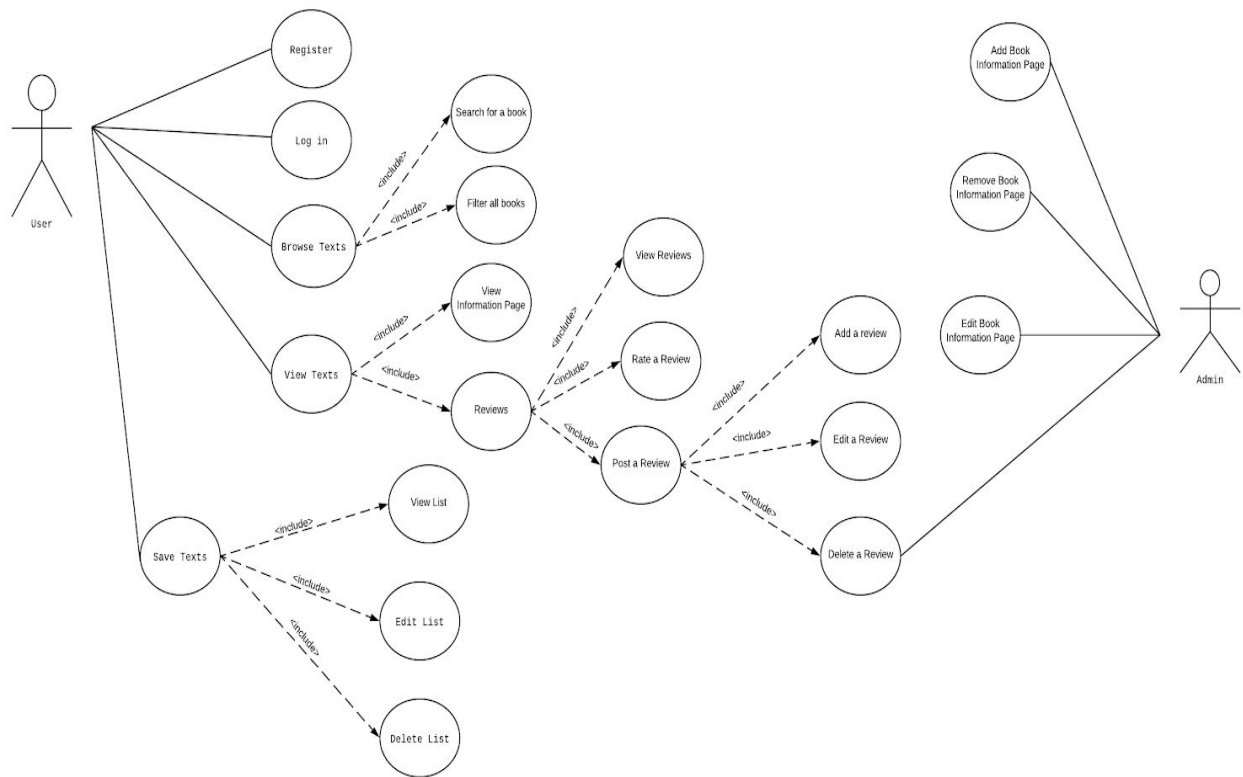 Register
Add Book
Information Page
Search for a book
Log in
<include>
Remove Book
Information Page
<include>
Filter all books
User
Browse Texts
View Reviews
View
Information Page
<include>
<include>
Add a review
Edit Book
Information Page
Rate a Review
<include>
View Texts
<include>
Admin
<include>
Reviews
<include>
<include>
Edit a Review
Post a Review
<include>
View List
<include>
Save Texts
Delete a Review
<include>
Edit List
<include>
Delete List